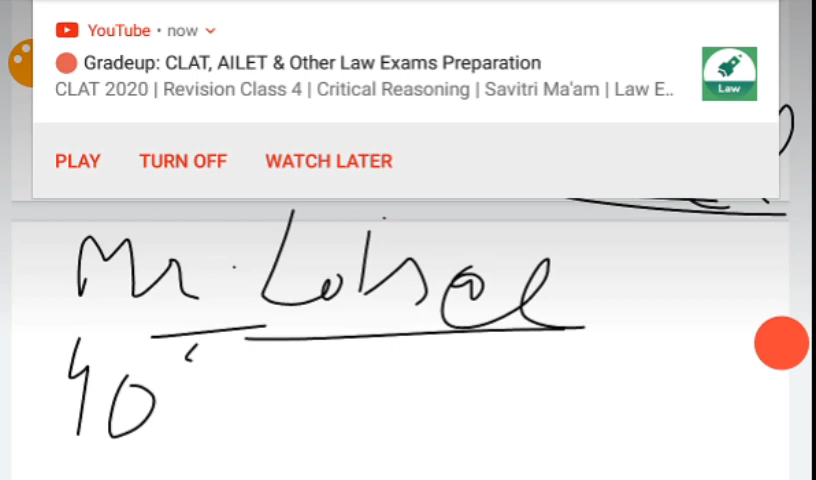 YouTube • now
Gradeup: CLAT, AILET & Other Law Exams Preparation
CLAT 2020 | Revision Class 4 | Critical Reasoning | Savitri Ma'am | Law E..
Law
PLAY TURN OFF WATCH LATER
Mr.
40